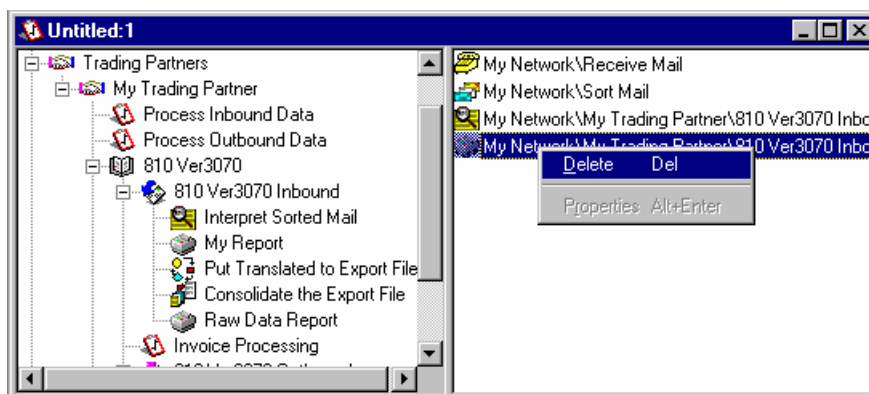 Untitled:1
Trading Partners
My Trading Partner
Process Inbound Data
Process Outbound Data
810 Ver3070
810 Ver3070 Inbound
Interpret Sorted Mail
My Report
Put Translated to Export File
Consolidate the Export File
Raw Data Report
Invoice Processing
My Network\Receive Mail
My Network\Sort Mail
My Network\My Trading Partner\810 Ver3070 Inbo
My Network\My Trading Partner\810 Ver3070 Inbo
Delete Del
Properties Alt+Enter